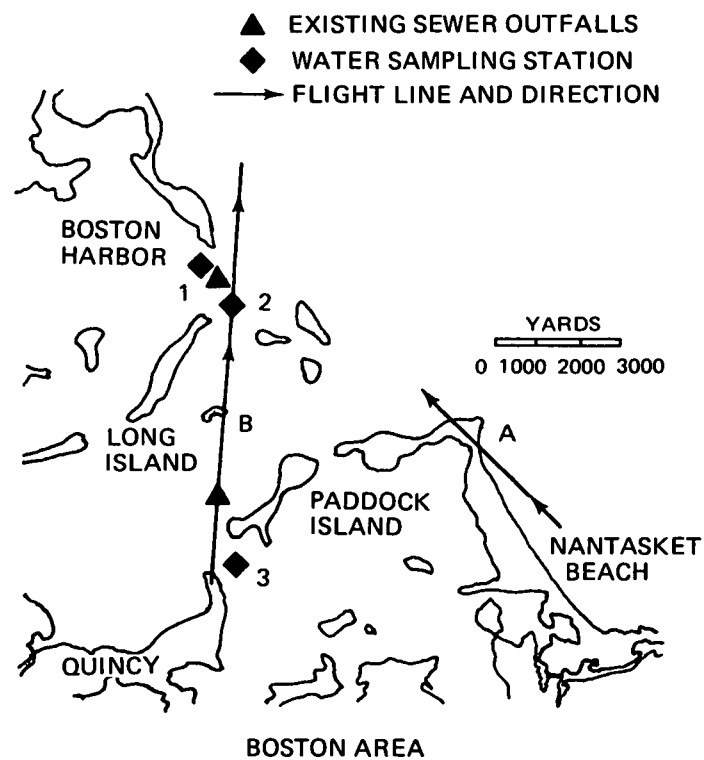 EXISTING SEWER OUTFALLS
WATER SAMPLING STATION
FLIGHT LINE AND DIRECTION
BOSTON
HARBOR
1
2
YARDS
0 1000 2000 3000
LONG
ISLAND
B
A
PADDOCK
ISLAND
NANTASKET
BEACH
3
QUINCY
BOSTON AREA